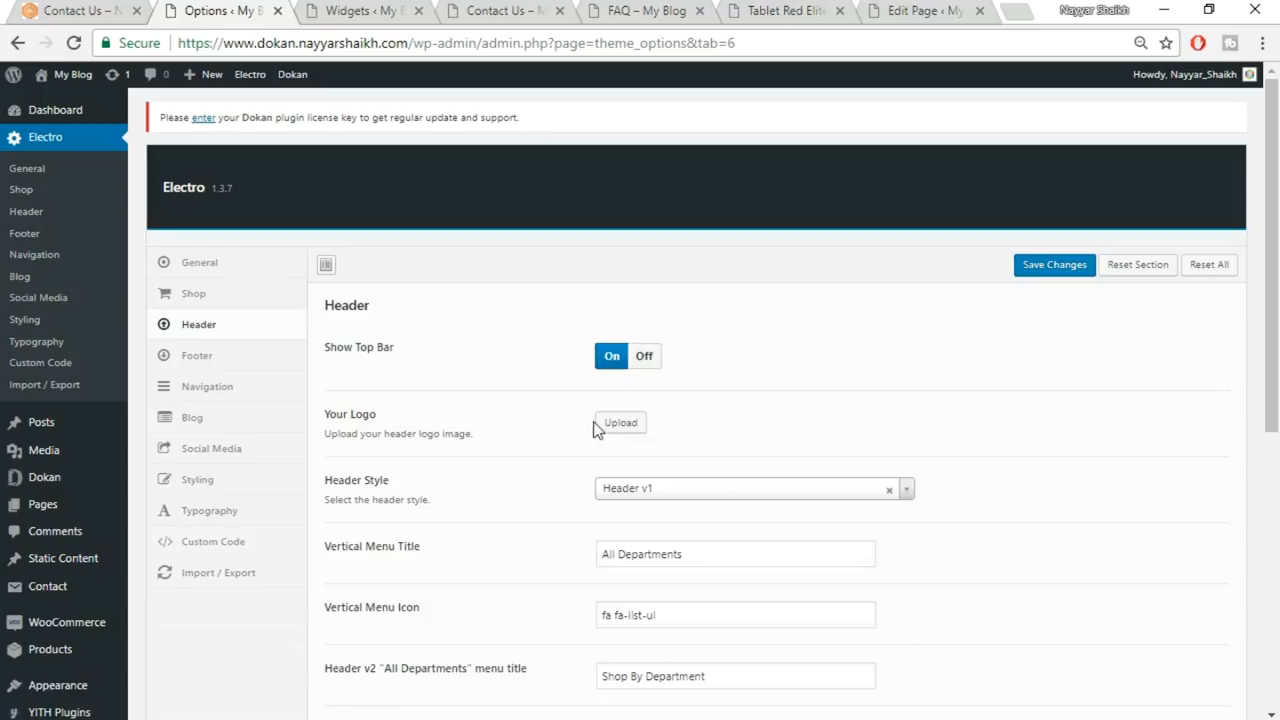 Contact Us – N
Options ‹ My B
Widgets ‹ My B
Contact Us – N
FAQ – My Blog
Tablet Red Elite
Edit Page ‹ My
Nayyar Shaikh
Secure
https://www.dokan.nayyarshaikh.com/wp-admin/admin.php?page=theme_options&tab=6
My Blog
1
0
New
Electro
Dokan
Howdy, Nayyar_Shaikh
Dashboard
Electro
General
Shop
Header
Footer
Navigation
Blog
Social Media
Styling
Typography
Custom Code
Import / Export
Posts
Media
Dokan
Pages
Comments
Static Content
Contact
WooCommerce
Products
Appearance
YITH Plugins
Please enter your Dokan plugin license key to get regular update and support.
Electro 1.3.7
General
Shop
Header
Footer
Navigation
Blog
Social Media
Styling
Typography
Custom Code
Import / Export
Save Changes
Reset Section
Reset All
Header
Show Top Bar
On
Off
Your Logo
Upload your header logo image.
Upload
Header Style
Select the header style.
Header v1
Vertical Menu Title
All Departments
Vertical Menu Icon
fa fa-list-ul
Header v2 "All Departments" menu title
Shop By Department